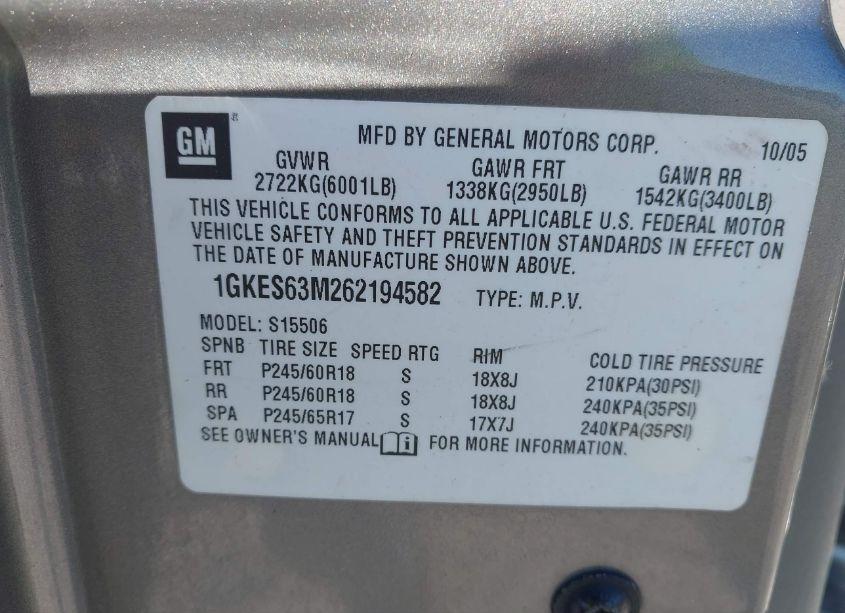 GM ® MFD BY GENERAL MOTORS CORP. 10/05
GVWR GAWR FRT GAWR RR
2722KG(6001LB) 1338KG(2950LB) 1542KG(3400LB)
THIS VEHICLE CONFORMS TO ALL APPLICABLE U.S. FEDERAL MOTOR
VEHICLE SAFETY AND THEFT PREVENTION STANDARDS IN EFFECT ON
THE DATE OF MANUFACTURE SHOWN ABOVE.
1GKES63M262194582 TYPE: M.P.V.
MODEL: S15506
SPNB TIRE SIZE SPEED RTG RIM COLD TIRE PRESSURE
FRT P245/60R18 S 18X8J 210KPA(30PSI)
RR P245/60R18 S 18X8J 240KPA(35PSI)
SPA P245/65R17 S 17X7J 240KPA(35PSI)
SEE OWNER'S MANUAL i FOR MORE INFORMATION.